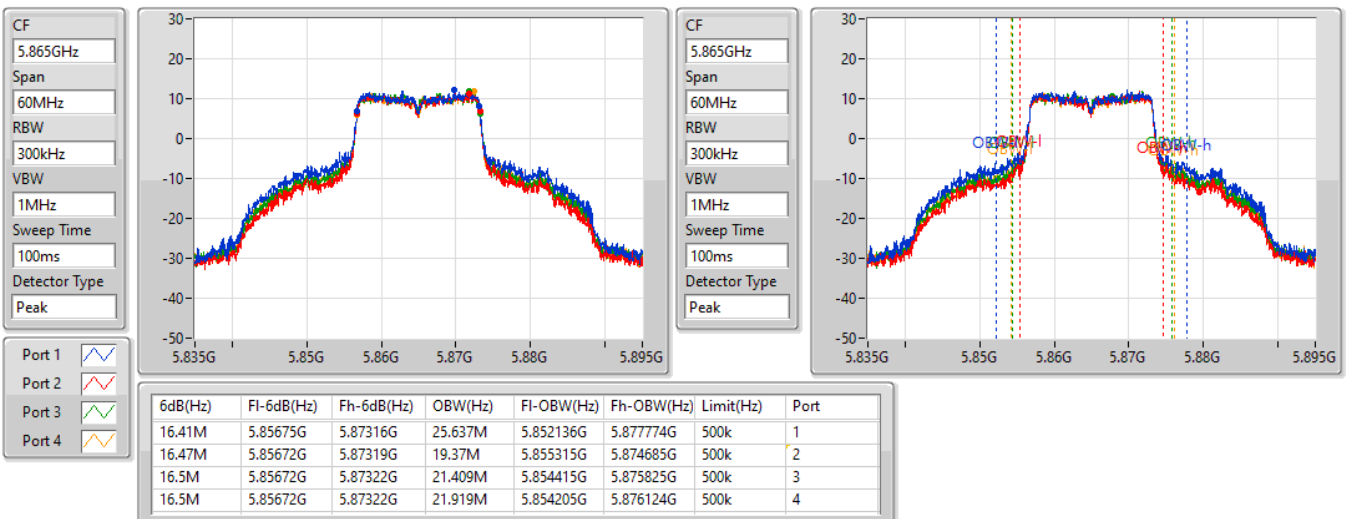 CF
5.865GHz
Span
60MHz
RBW
300kHz
VBW
1MHz
Sweep Time
100ms
Detector Type
Peak
30
20
10
0
-10
-20
-30
-40
-50
5.835G 5.85G 5.86G 5.87G 5.88G 5.895G
CF
5.865GHz
Span
60MHz
RBW
300kHz
VBW
1MHz
Sweep Time
100ms
Detector Type
Peak
30
20
10
0
-10
-20
-30
-40
-50
5.835G 5.85G 5.86G 5.87G 5.88G 5.895G
Port 1
Port 2
Port 3
Port 4
6dB(Hz) Fl-6dB(Hz) Fh-6dB(Hz) OBW(Hz) Fl-OBW(Hz) Fh-OBW(Hz) Limit(Hz) Port
16.41M 5.85675G 5.87316G 25.637M 5.852136G 5.877774G 500k 1
16.47M 5.85672G 5.87319G 19.37M 5.855315G 5.874685G 500k 2
16.5M 5.85672G 5.87322G 21.409M 5.854415G 5.875825G 500k 3
16.5M 5.85672G 5.87322G 21.919M 5.854205G 5.876124G 500k 4